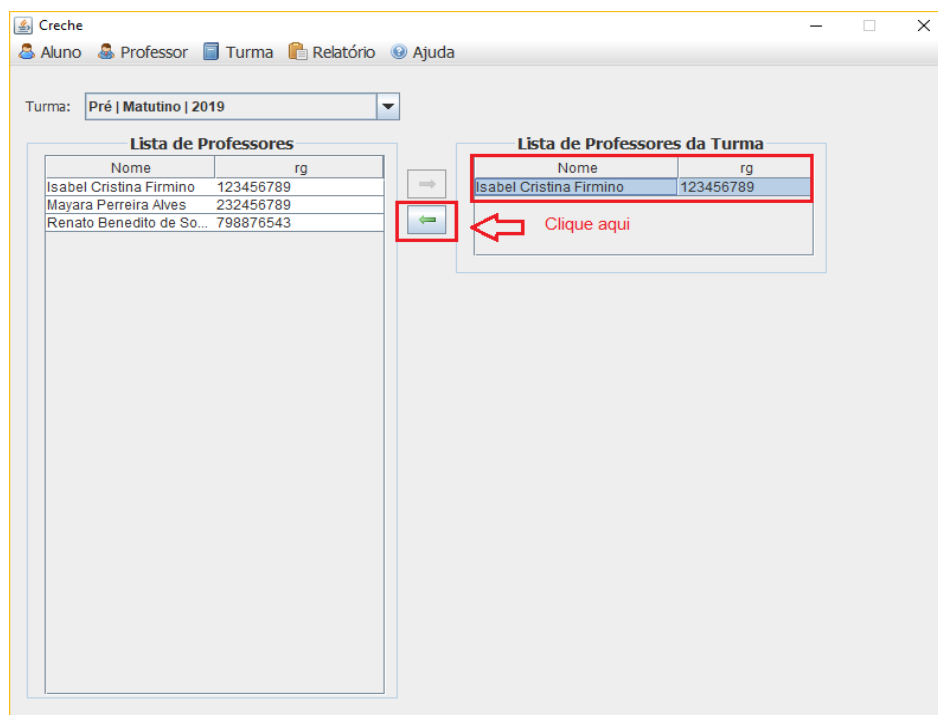 Creche
Aluno Professor Turma Relatório Ajuda
Turma: Pré | Matutino | 2019
Lista de Professores
Nome rg
Isabel Cristina Firmino 123456789
Mayara Perreira Alves 232456789
Renato Benedito de So... 798876543
Lista de Professores da Turma
Nome rg
Isabel Cristina Firmino 123456789
Clique aqui